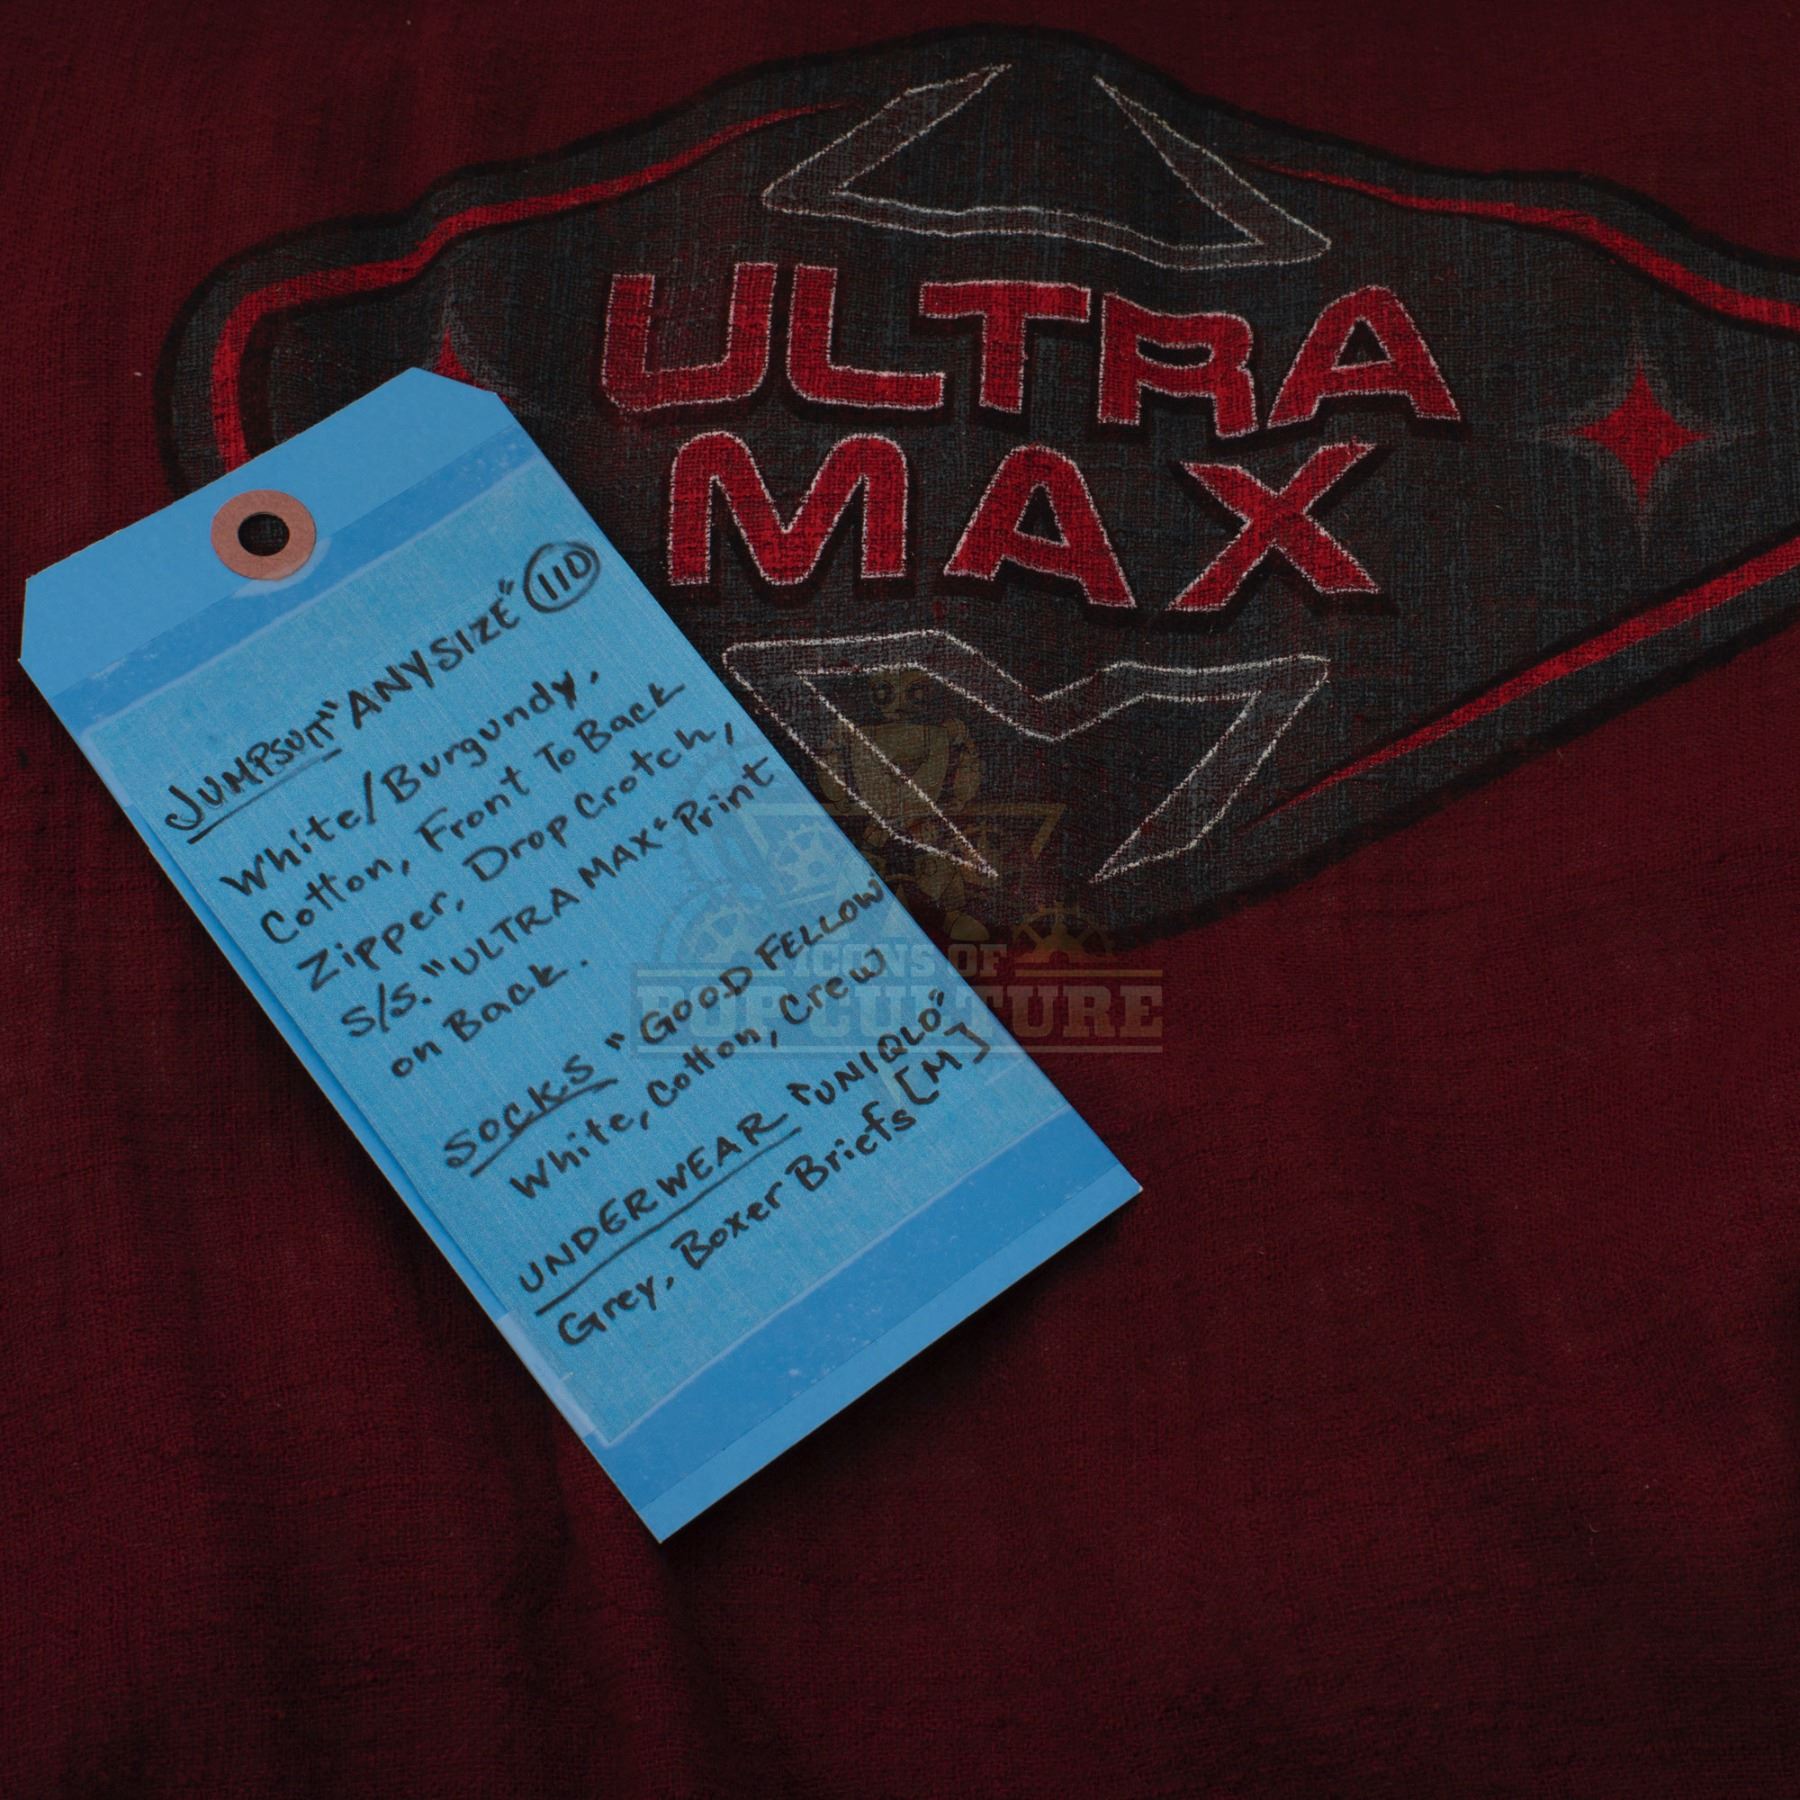 ULTRA
MAX
JUMPSUIT "ANYSIZE" 110
White/Burgundy,
Cotton, Front To Back
Zipper, Drop Crotch,
S/S. "ULTRA MAX" Print
on Back.
SOCKS "GOOD FELLOW
White, Cotton, Crew
UNDERWEAR "UNIQLO"
Grey, Boxer Briefs [M]
ICONS OF
POP CULTURE